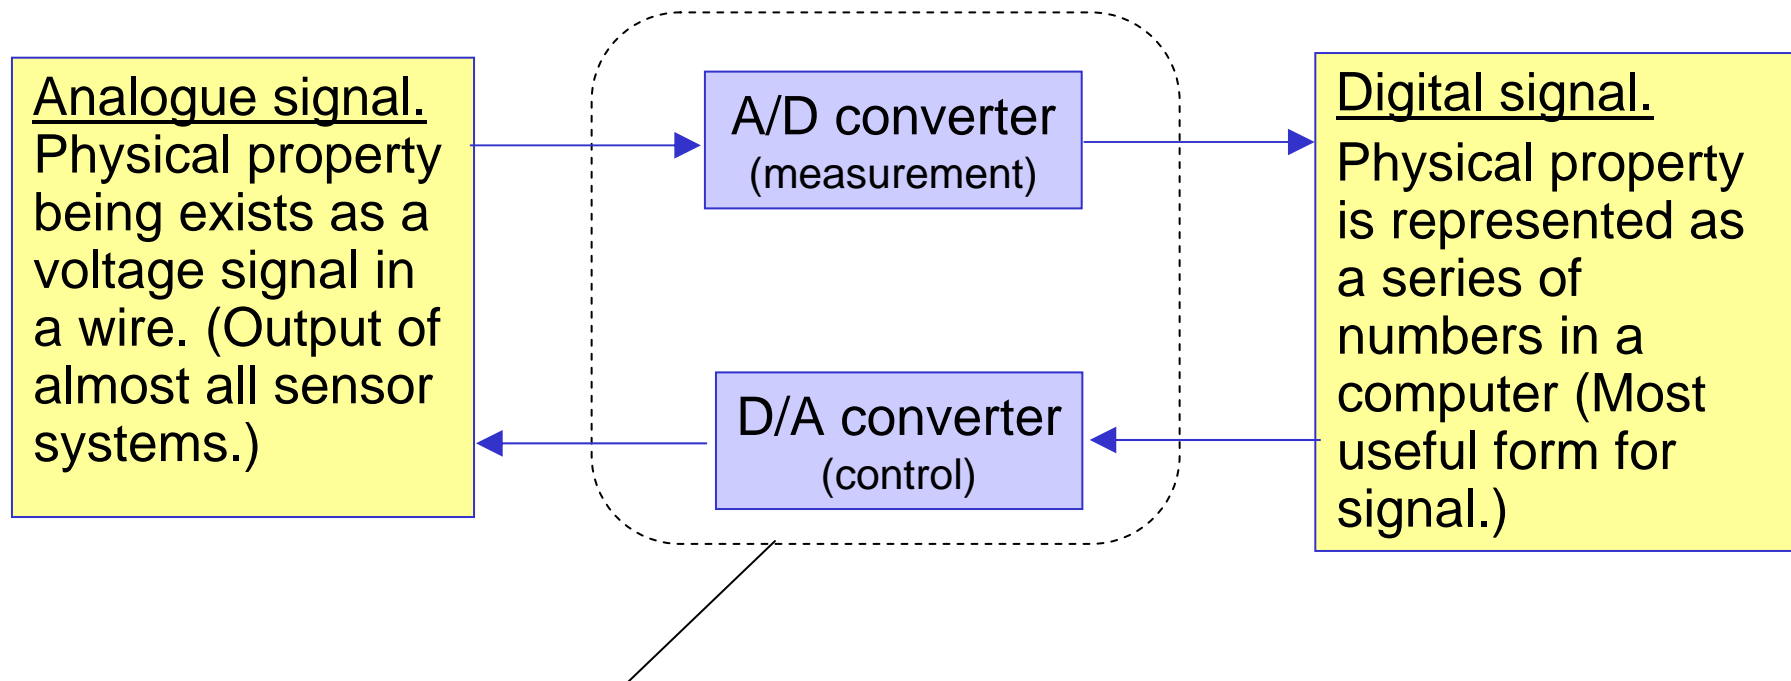 Analogue signal.
Physical property
being exists as a
voltage signal in
a wire. (Output of
almost all sensor
systems.)
A/D converter
(measurement)
D/A converter
(control)
Digital signal.
Physical property
is represented as
a series of
numbers in a
computer (Most
useful form for
signal.)